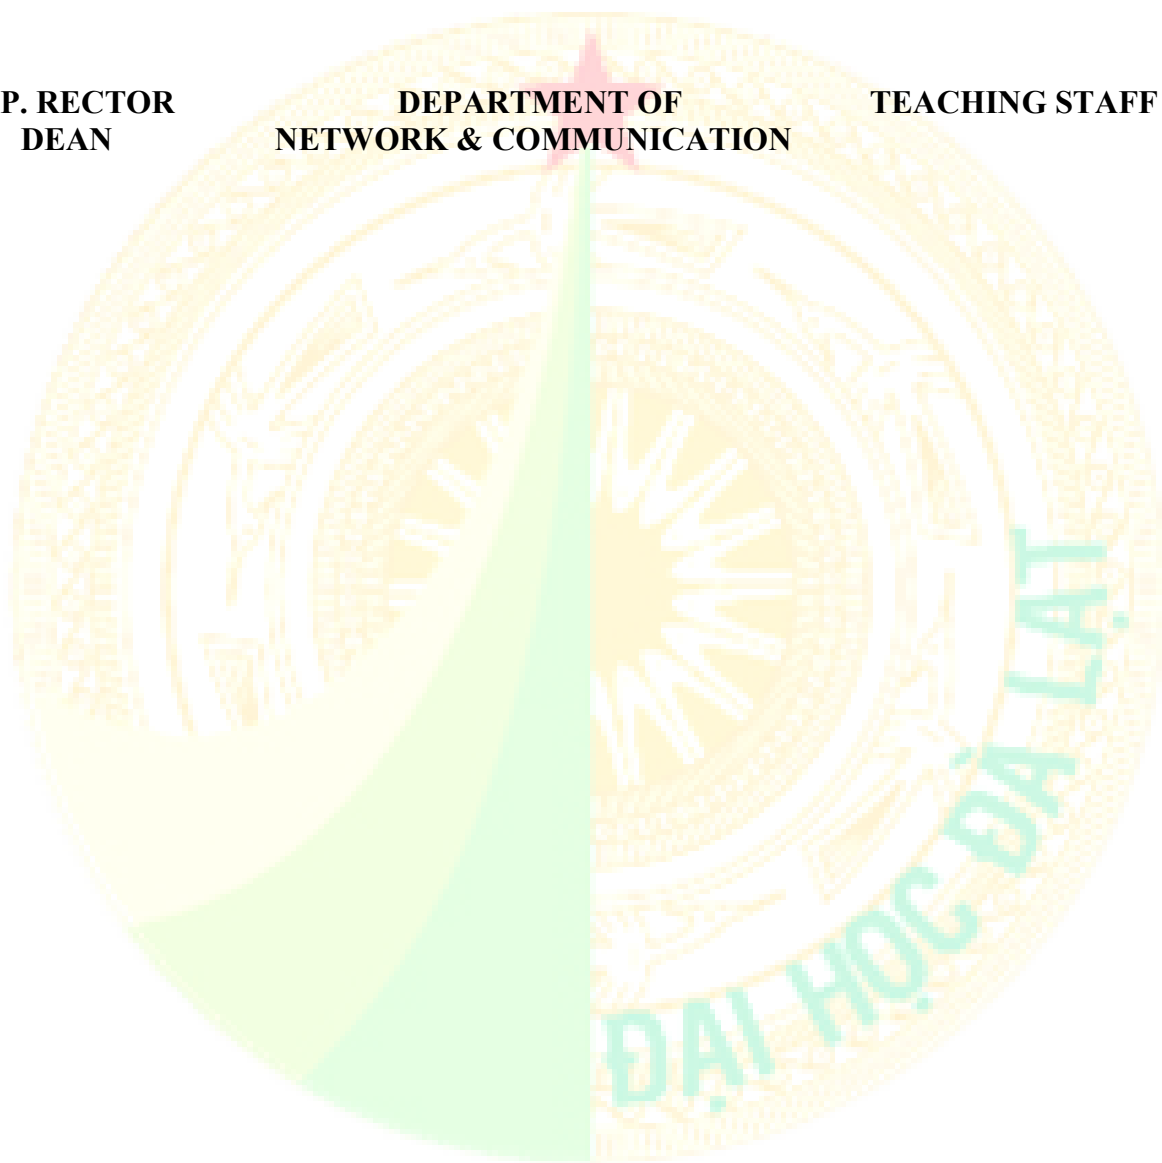 P. RECTOR DEPARTMENT OF TEACHING STAFF
DEAN NETWORK & COMMUNICATION
ĐẠI HỌC ĐÀ LẠT